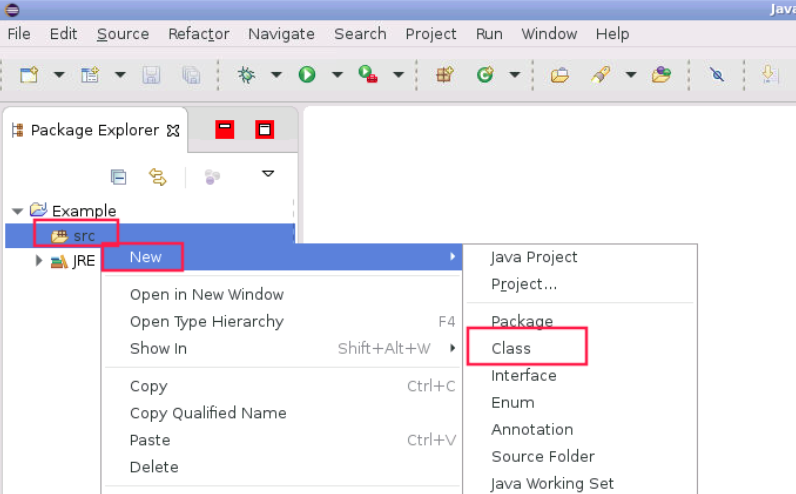 Java
File Edit Source Refactor Navigate Search Project Run Window Help
Package Explorer
Example
src
JRE
New
Open in New Window
Open Type Hierarchy F4
Show In Shift+Alt+W
Copy Ctrl+C
Copy Qualified Name
Paste Ctrl+V
Delete
Java Project
Project...
Package
Class
Interface
Enum
Annotation
Source Folder
Java Working Set